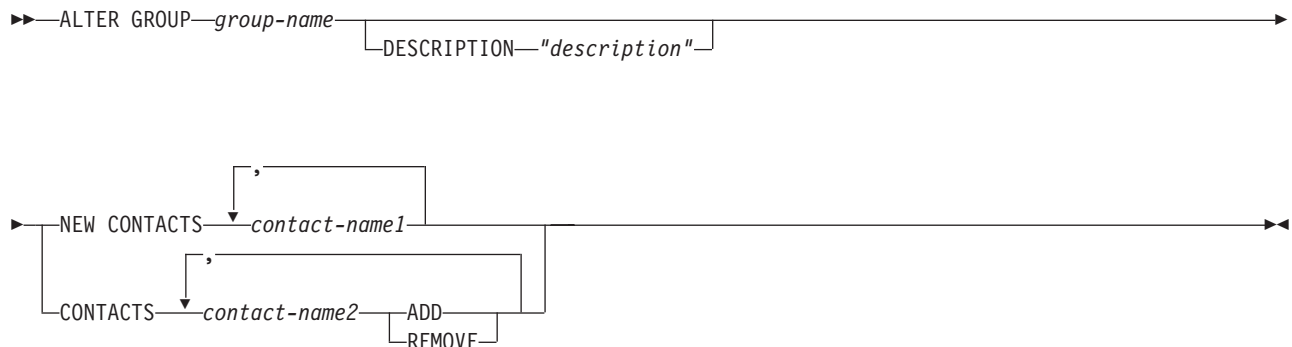 ALTER GROUP group-name
DESCRIPTION "description"
,
NEW CONTACTS contact-name1
,
CONTACTS contact-name2 ADD
REMOVE